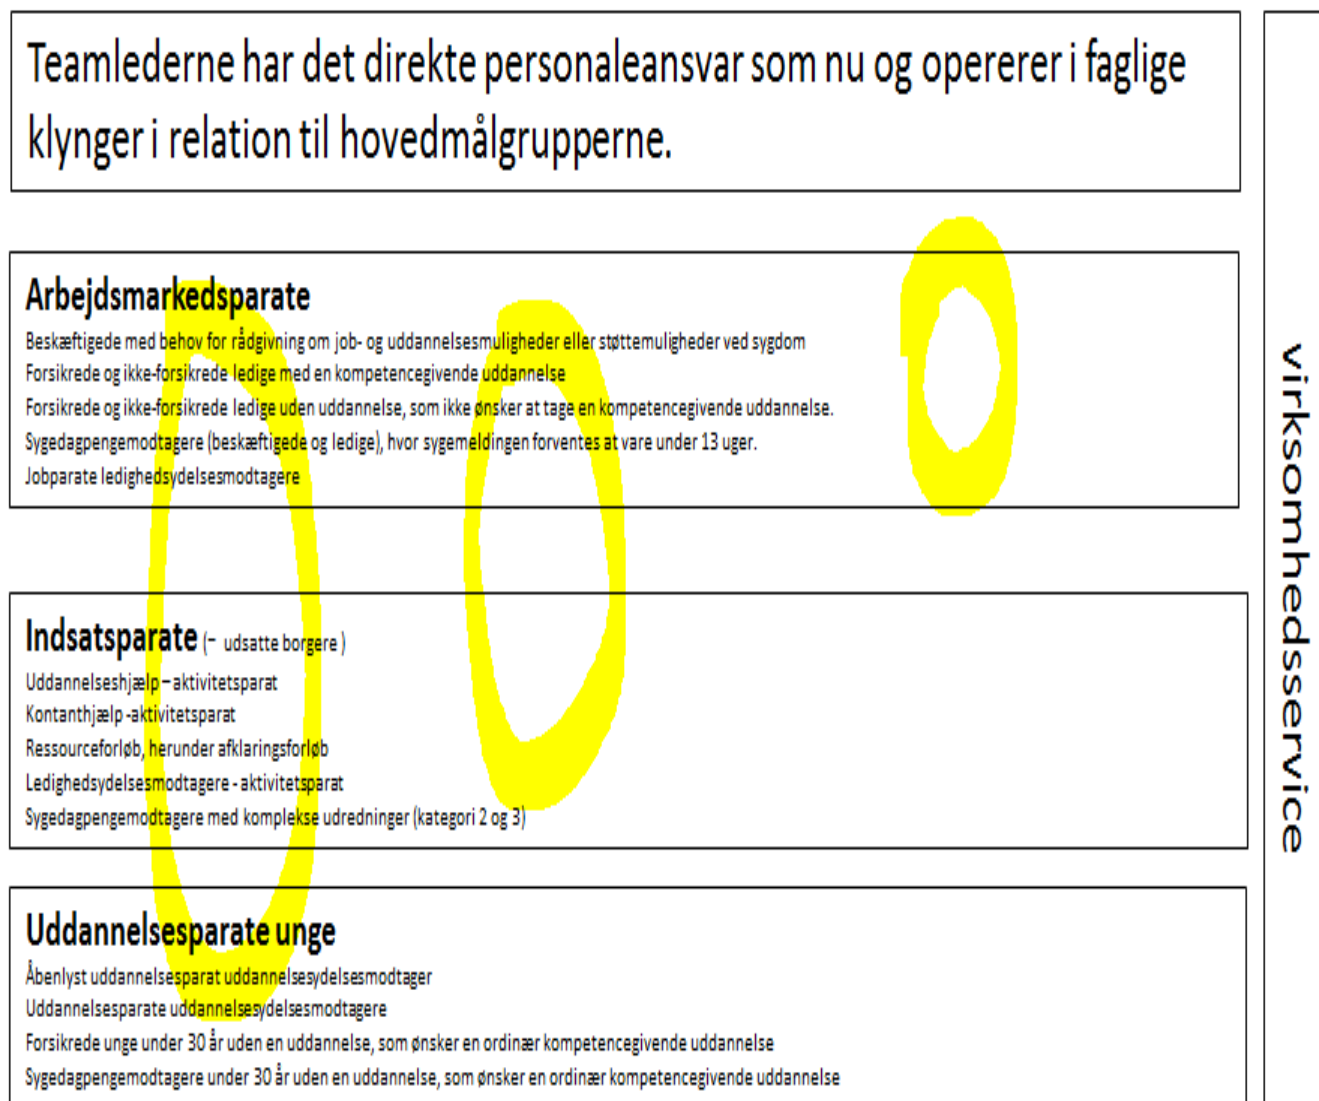 Teamlederne har det direkte personaleansvar som nu og opererer i faglige
klynger i relation til hovedmålgrupperne.
Arbejdsmarkedsparate
Beskæftigede med behov for rådgivning om job- og uddannelsesmuligheder eller støttemuligheder ved sygdom
Forsikrede og ikke-forsikrede ledige med en kompetencegivende uddannelse
Forsikrede og ikke-forsikrede ledige uden uddannelse, som ikke ønsker at tage en kompetencegivende uddannelse.
Sygedagpengemodtagere (beskæftigede og ledige), hvor sygemeldingen forventes at vare under 13 uger.
Jobparate ledighedsydelsesmodtagere
Indsatsparate (– udsatte borgere )
Uddannelseshjælp – aktivitetsparat
Kontanthjælp -aktivitetsparat
Ressourceforløb, herunder afklaringsforløb
Ledighedsydelsesmodtagere - aktivitetsparat
Sygedagpengemodtagere med komplekse udredninger (kategori 2 og 3)
Uddannelsesparate unge
Åbenlyst uddannelsesparat uddannelsesydelsesmodtager
Uddannelsesparate uddannelsesydelsesmodtagere
Forsikrede unge under 30 år uden en uddannelse, som ønsker en ordinær kompetencegivende uddannelse
Sygedagpengemodtagere under 30 år uden en uddannelse, som ønsker en ordinær kompetencegivende uddannelse
Virksomhedsservice